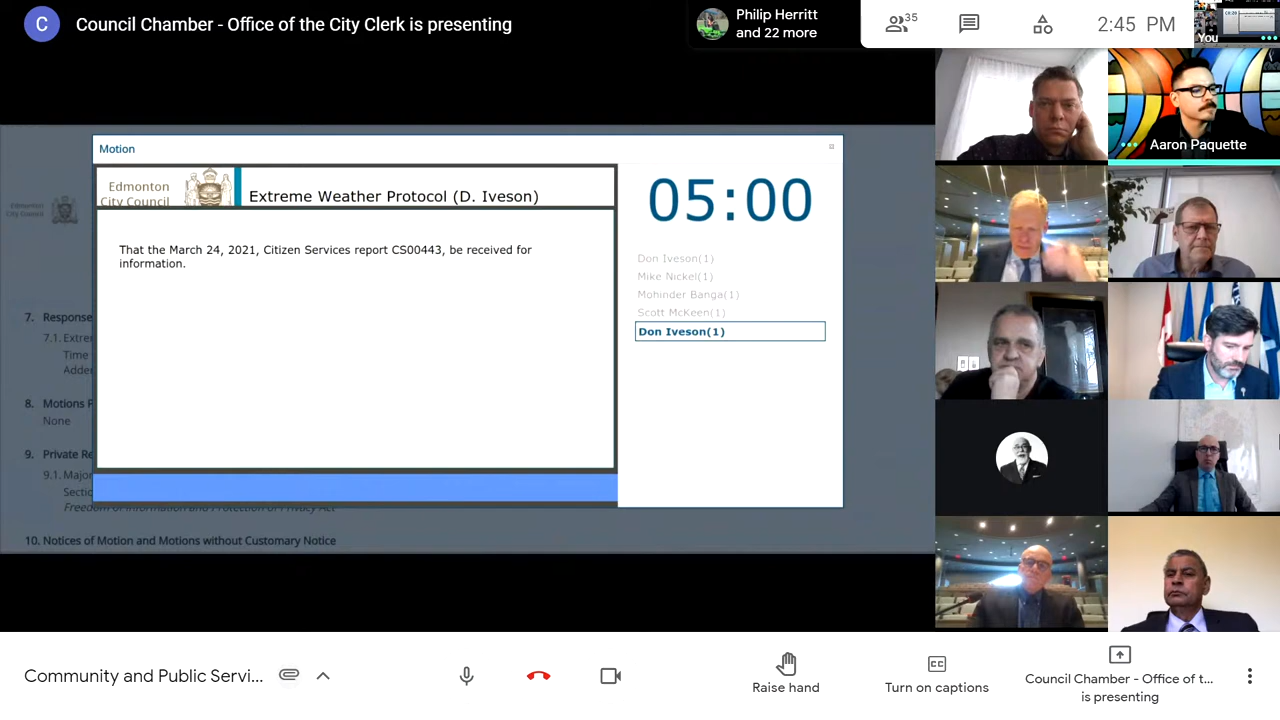 C
Council Chamber - Office of the City Clerk is presenting
Philip Herritt
and 22 more
35
2:45 PM
You
Aaron Paquette
Motion
Edmonton
City Council
Extreme Weather Protocol (D. Iveson)
That the March 24, 2021, Citizen Services report CS00443, be received for
information.
05:00
Don Iveson(1)
Mike Nickel(1)
Mohinder Banga(1)
Scott McKeen(1)
Don Iveson(1)
Edmonton
City Council
7. Response
7.1. Extre
Time
Adde
8. Motions P
None
9. Private Re
9.1. Major
Secti
Freedom of Information and Protection of Privacy Act
10. Notices of Motion and Motions without Customary Notice
Community and Public Servi...
Raise hand
Turn on captions
Council Chamber - Office of t...
is presenting